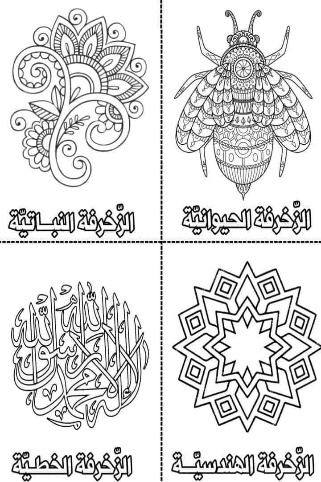 الزّخرفة الحيوانيّة
الزّخرفة النباتيّة
لا إله إلا الله محمد رسول الله
الزّخرفة الهندسيّـة
الزّخرفة الخطيّة